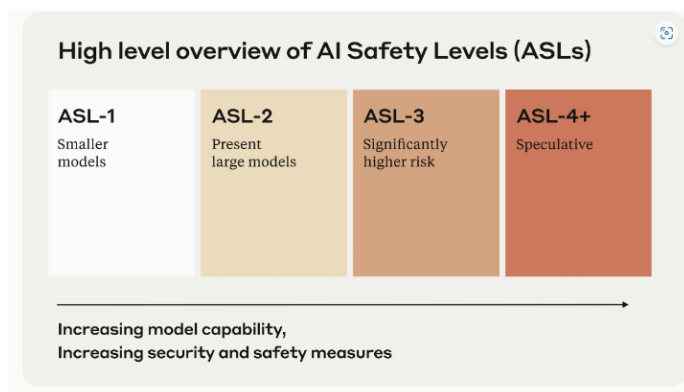 High level overview of AI Safety Levels (ASLs)
ASL-1
Smaller
models
ASL-2
Present
large models
ASL-3
Significantly
higher risk
ASL-4+
Speculative
Increasing model capability,
Increasing security and safety measures